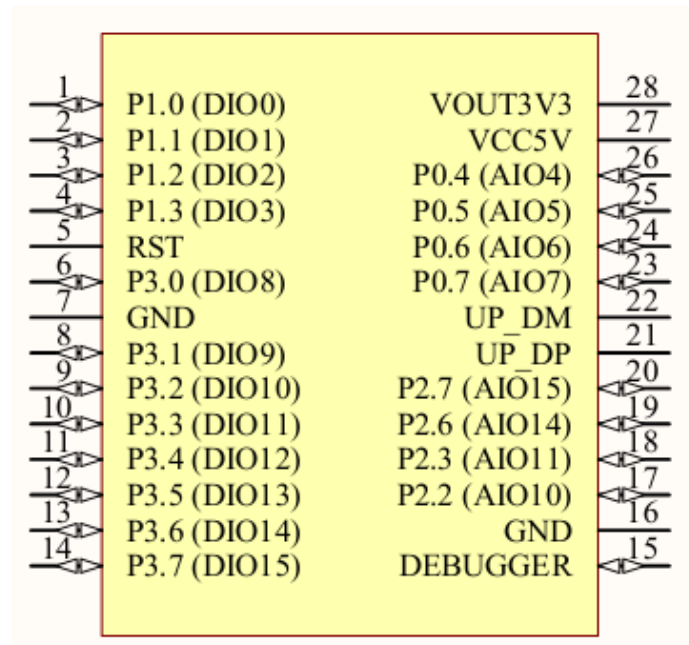 1 P1.0 (DIO0) VOUT3V3 28
2 P1.1 (DIO1) VCC5V 27
3 P1.2 (DIO2) P0.4 (AIO4) 26
4 P1.3 (DIO3) P0.5 (AIO5) 25
5 RST P0.6 (AIO6) 24
6 P3.0 (DIO8) P0.7 (AIO7) 23
7 GND UP_DM 22
8 P3.1 (DIO9) UP_DP 21
9 P3.2 (DIO10) P2.7 (AIO15) 20
10 P3.3 (DIO11) P2.6 (AIO14) 19
11 P3.4 (DIO12) P2.3 (AIO11) 18
12 P3.5 (DIO13) P2.2 (AIO10) 17
13 P3.6 (DIO14) GND 16
14 P3.7 (DIO15) DEBUGGER 15